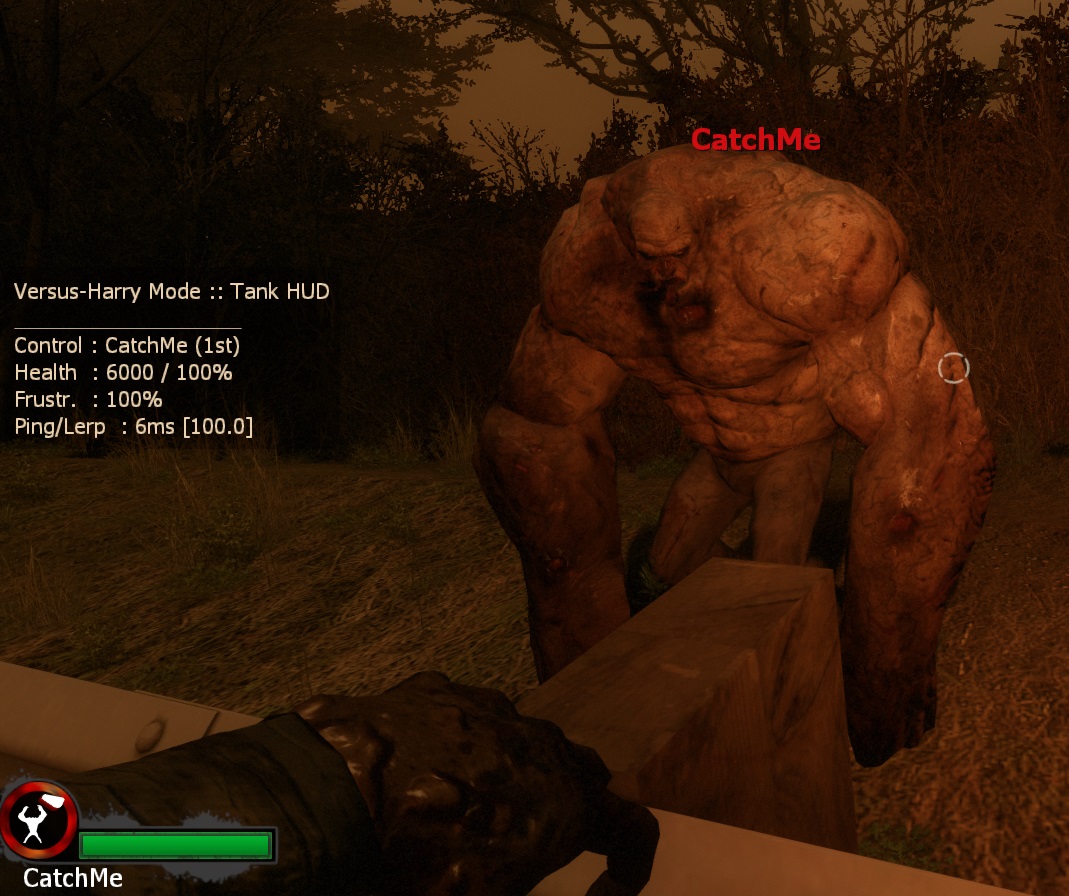 CatchMe
Versus-Harry Mode :: Tank HUD
Control : CatchMe (1st)
Health : 6000 / 100%
Frustr. : 100%
Ping/Lerp : 6ms [100.0]
CatchMe